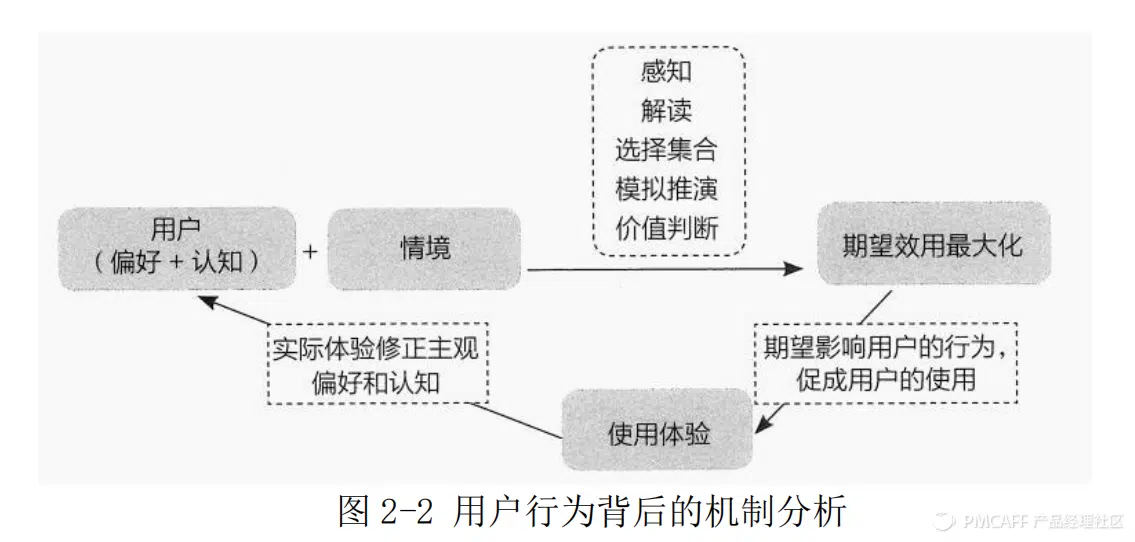 感知
解读
选择集合
模拟推演
价值判断
用户
（偏好+认知）
+
情境
期望效用最大化
实际体验修正主观
偏好和认知
期望影响用户的行为，
促成用户的使用
使用体验
图2-2 用户行为背后的机制分析
PMCAFF 产品经理社区